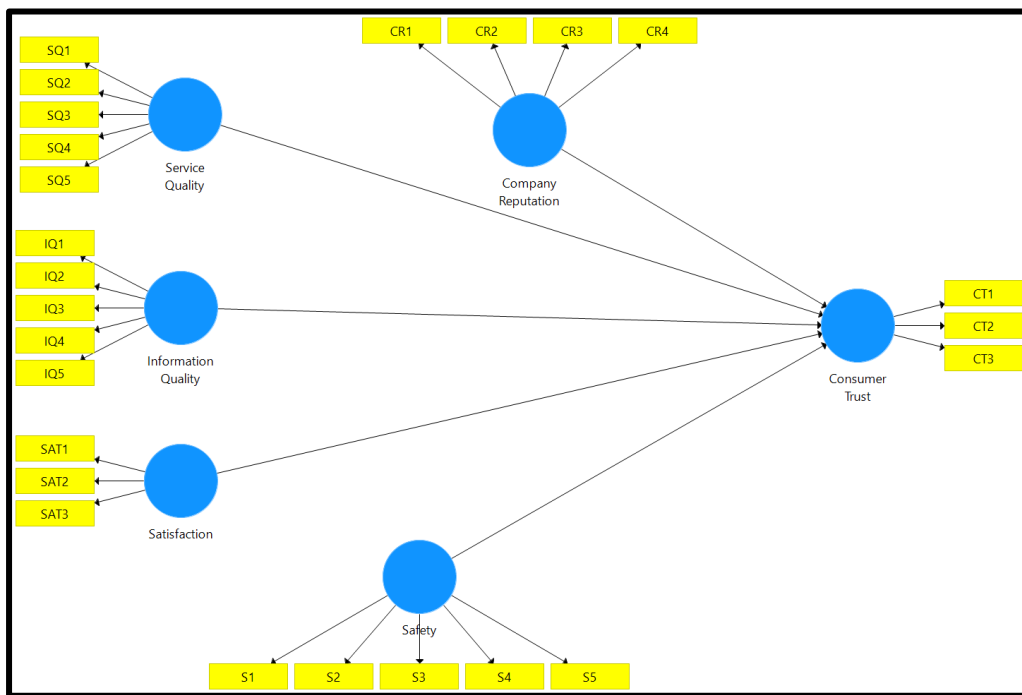 CR1
CR2
CR3
CR4
SQ1
SQ2
SQ3
SQ4
SQ5
Service
Quality
Company
Reputation
IQ1
IQ2
IQ3
IQ4
IQ5
Information
Quality
CT1
CT2
CT3
Consumer
Trust
SAT1
SAT2
SAT3
Satisfaction
Safety
S1
S2
S3
S4
S5